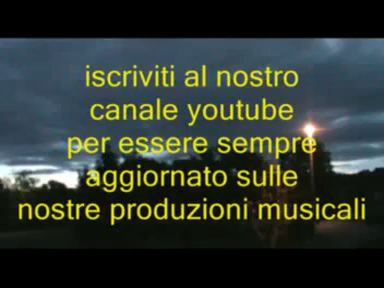 iscriviti al nostro
canale youtube
per essere sempre
aggiornato sulle
nostre produzioni musicali